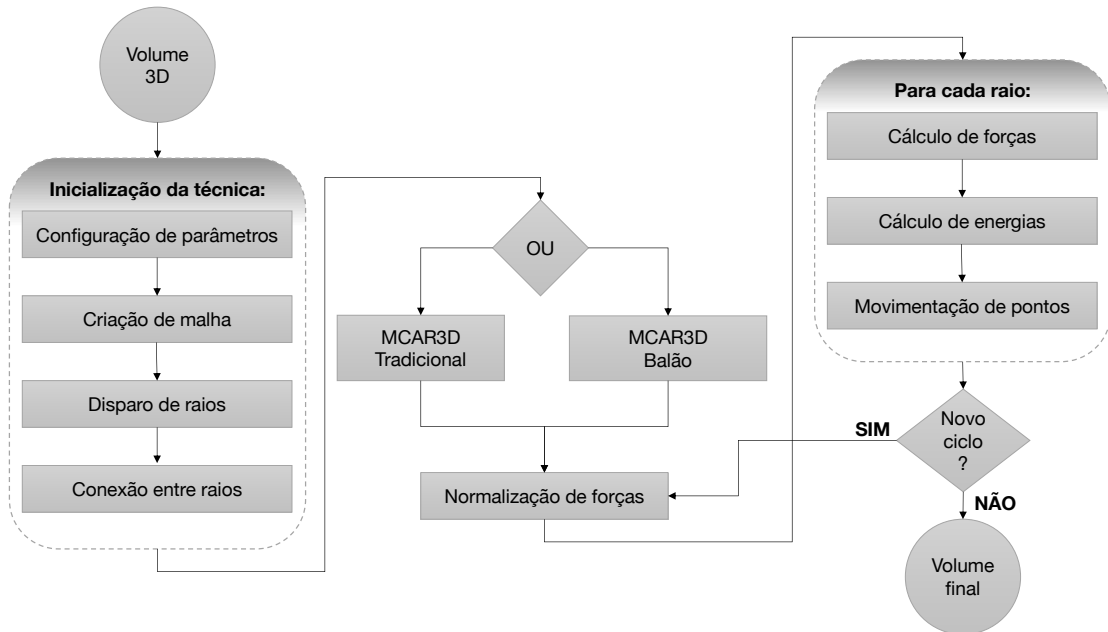 Volume
3D
Inicialização da técnica:
Configuração de parâmetros
Criação de malha
Disparo de raios
Conexão entre raios
OU
MCAR3D
Tradicional
MCAR3D
Balão
Normalização de forças
Para cada raio:
Cálculo de forças
Cálculo de energias
Movimentação de pontos
Novo
ciclo
?
SIM
NÃO
Volume
final